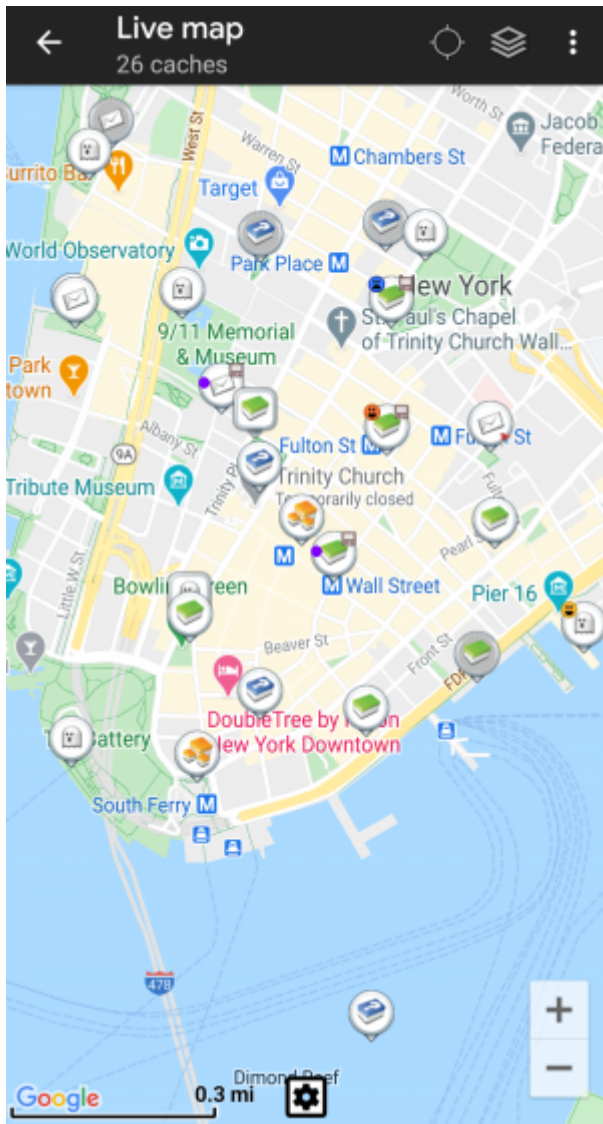 Live map
26 caches
Worth St
Jacob
Federa
West St
Warren St
Chambers St
urrito Ba
Target
World Observatory
Park Place
New York
St. Paul's Chapel
of Trinity Church Wall...
9/11 Memorial
& Museum
Park
town
Albany St
Fulton St
Fu St
9A
Trinity Pl
Trinity Church
Temporarily closed
Tribute Museum
Pearl St
Little W St
Wall Street
Pier 16
Beaver St
Front St
FDR
DoubleTree by
New York Downtown
Battery
South Ferry
478
Dimond Reef
Google
0.3 mi